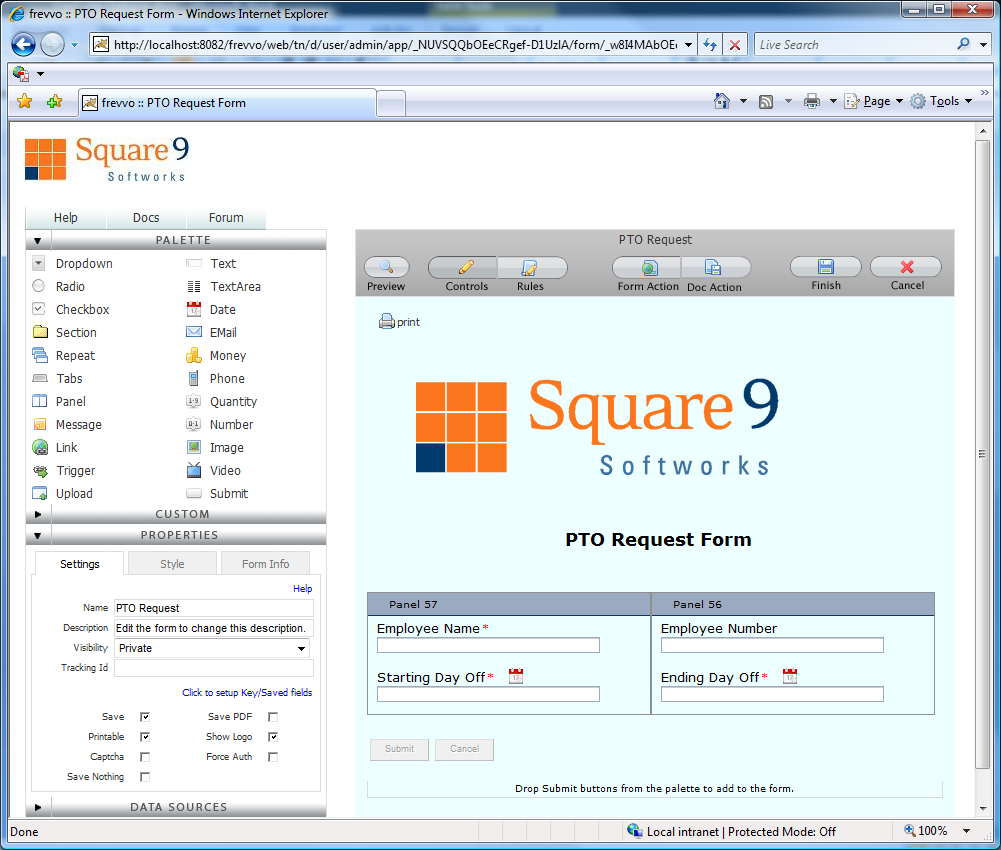 frevvo :: PTO Request Form - Windows Internet Explorer
http://localhost:8082/frevvo/web/tn/d/user/admin/app/_NUVSQQbOEeCRgef-D1UzlA/form/_w8I4MAbOE
Live Search
frevvo :: PTO Request Form
Page
Tools
Square 9
Softworks
Help Docs Forum
PALETTE
Dropdown Text
Radio TextArea
Checkbox Date
Section EMail
Repeat Money
Tabs Phone
Panel Quantity
Message Number
Link Image
Trigger Video
Upload Submit
CUSTOM
PROPERTIES
Settings Style Form Info
Help
Name PTO Request
Description Edit the form to change this description.
Visibility Private
Tracking Id
Click to setup Key/Saved fields
Save Save PDF
Printable Show Logo
Captcha Force Auth
Save Nothing
DATA SOURCES
PTO Request
Preview Controls Rules Form Action Doc Action Finish Cancel
print
Square 9
Softworks
PTO Request Form
Panel 57 Panel 56
Employee Name * Employee Number
Starting Day Off * Ending Day Off *
Submit Cancel
Drop Submit buttons from the palette to add to the form.
Done Local intranet | Protected Mode: Off 100%